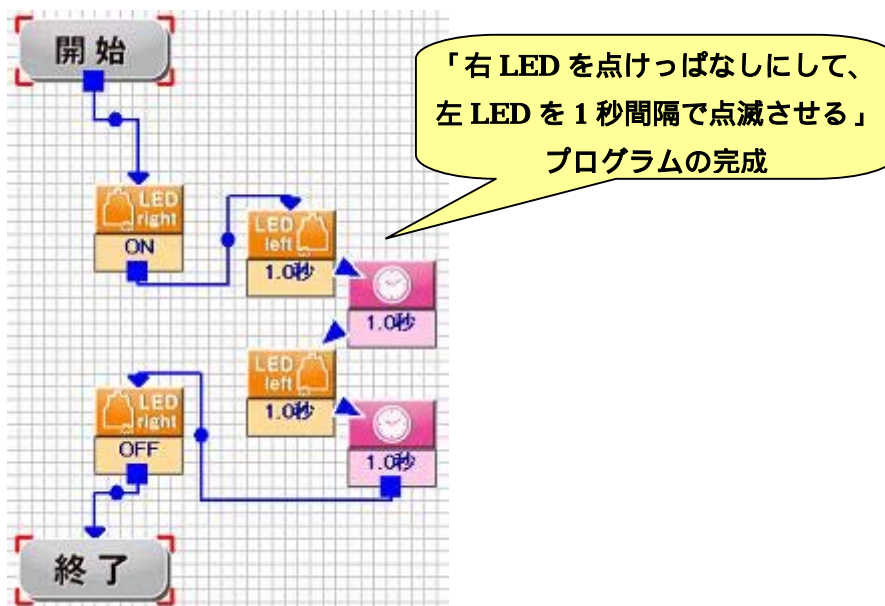 開始
「右 LED を点けっぱなしにして、
左 LED を 1 秒間隔で点滅させる」
プログラムの完成
LED
right
ON
LED
left
1.0秒
1.0秒
LED
left
1.0秒
1.0秒
LED
right
OFF
終了